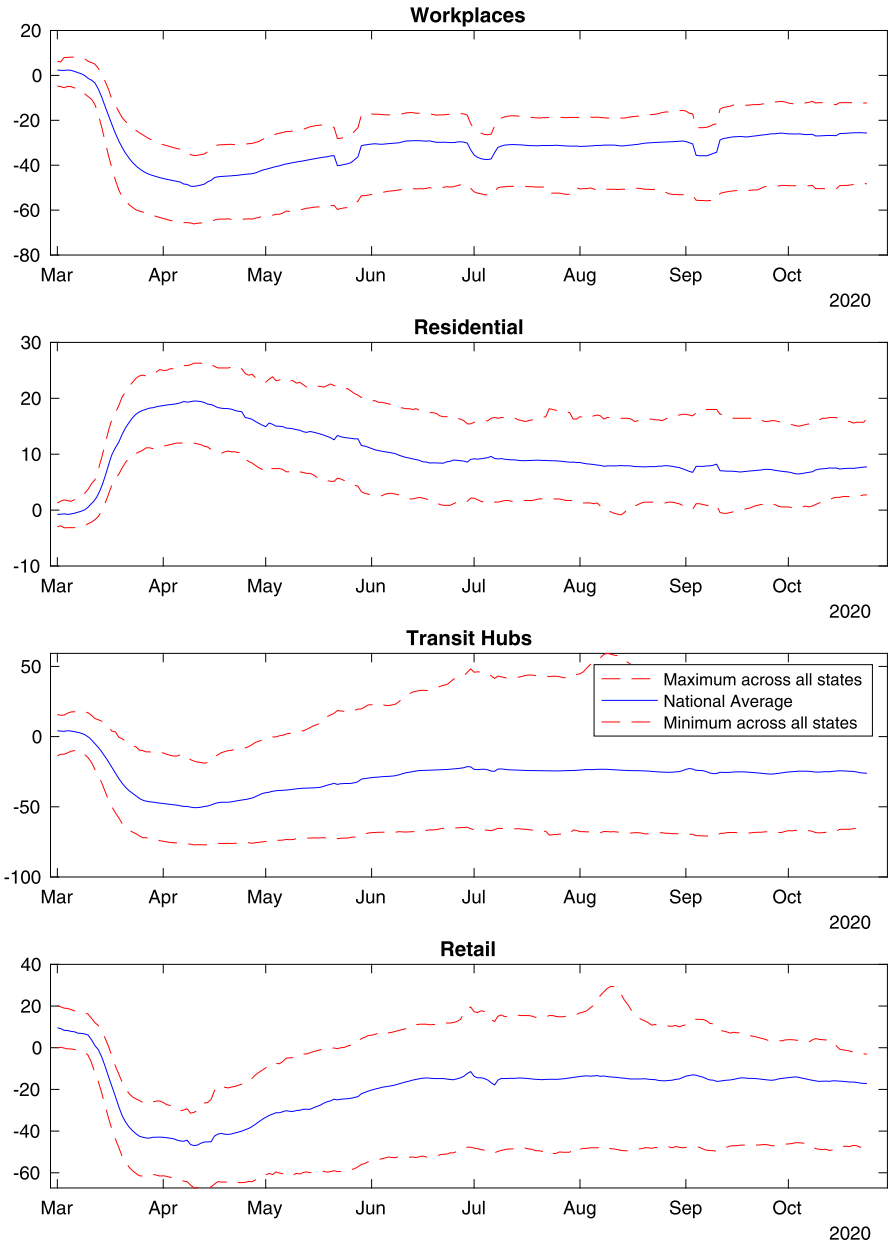 Workplaces
20
0
-20
-40
-60
-80
Mar Apr May Jun Jul Aug Sep Oct
2020
Residential
30
20
10
0
-10
Mar Apr May Jun Jul Aug Sep Oct
2020
Transit Hubs
50
0
-50
-100
Maximum across all states
National Average
Minimum across all states
Mar Apr May Jun Jul Aug Sep Oct
2020
Retail
40
20
0
-20
-40
-60
Mar Apr May Jun Jul Aug Sep Oct
2020